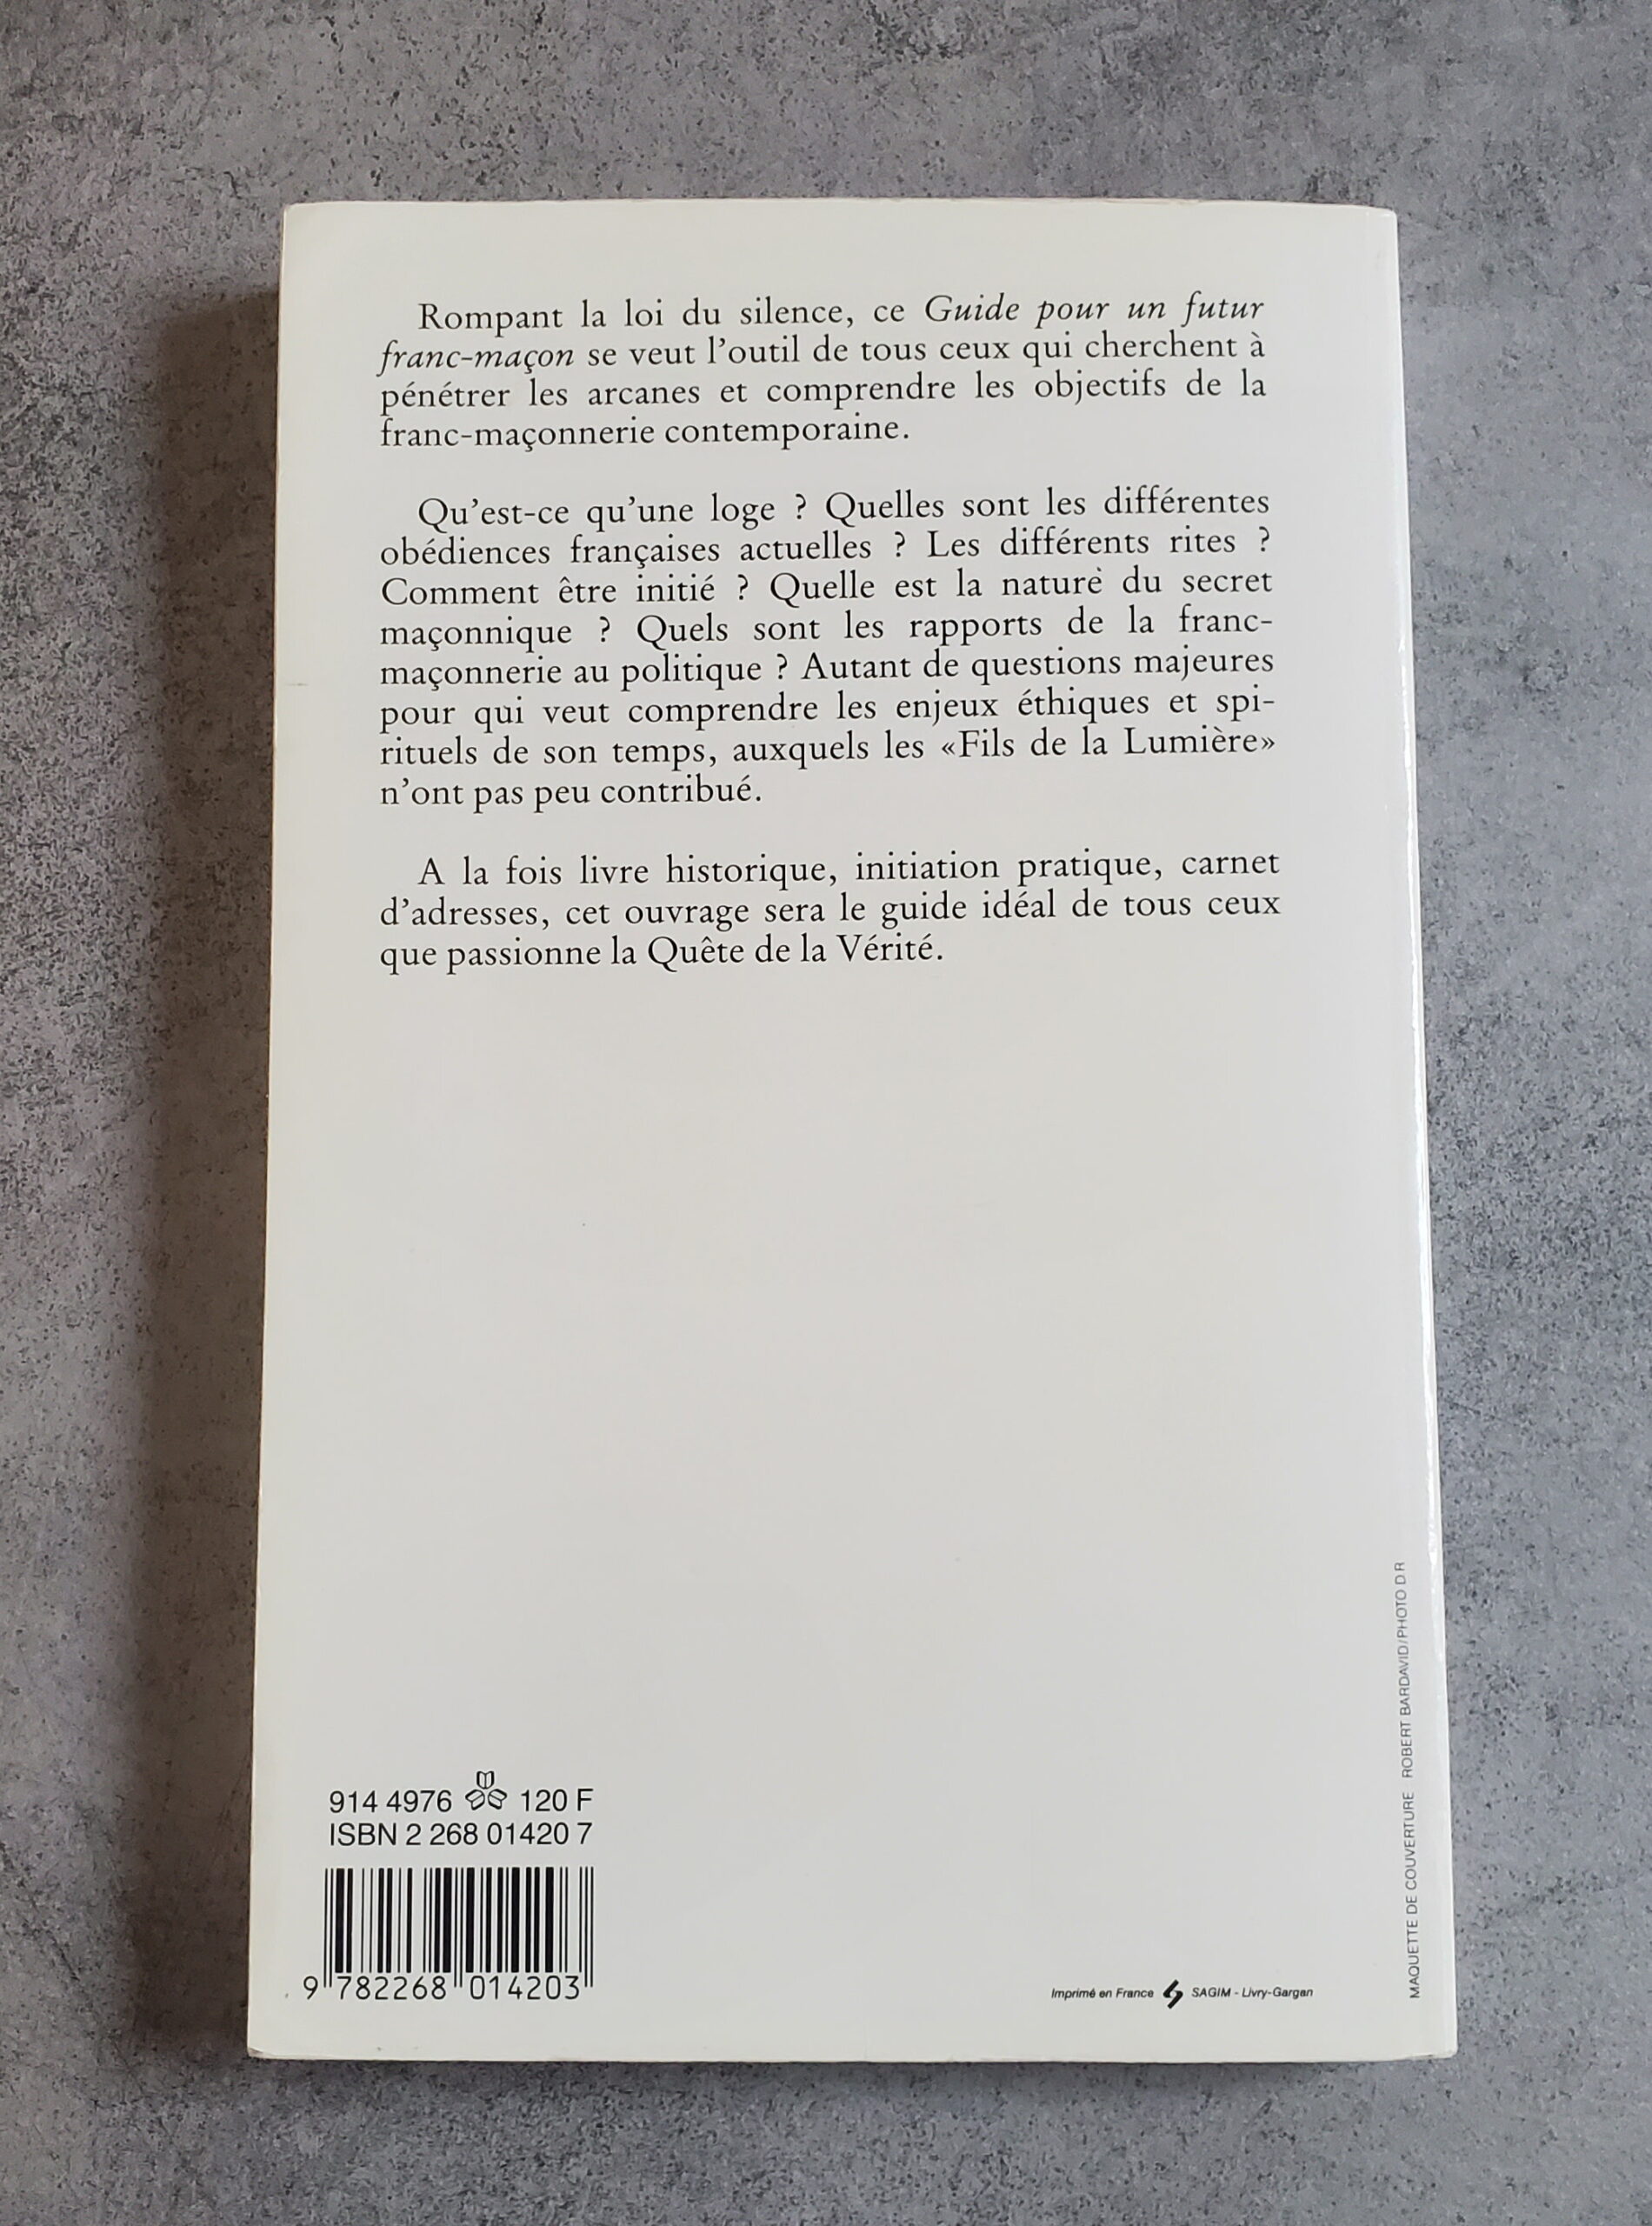 Rompant la loi du silence, ce Guide pour un futur
franc-maçon se veut l'outil de tous ceux qui cherchent à
pénétrer les arcanes et comprendre les objectifs de la
franc-maçonnerie contemporaine.
Qu'est-ce qu'une loge ? Quelles sont les différentes
obédiences françaises actuelles ? Les différents rites ?
Comment être initié ? Quelle est la nature du secret
maçonnique ? Quels sont les rapports de la franc-
maçonnerie au politique ? Autant de questions majeures
pour qui veut comprendre les enjeux éthiques et spi-
rituels de son temps, auxquels les «Fils de la Lumière»
n'ont pas peu contribué.
A la fois livre historique, initiation pratique, carnet
d'adresses, cet ouvrage sera le guide idéal de tous ceux
que passionne la Quête de la Vérité.
914 4976 120 F
ISBN 2 268 01420 7
9 782268 014203
Imprimé en France SAGIM - Livry-Gargan
MAQUETTE DE COUVERTURE ROBERT BARDAVID/PHOTO D R